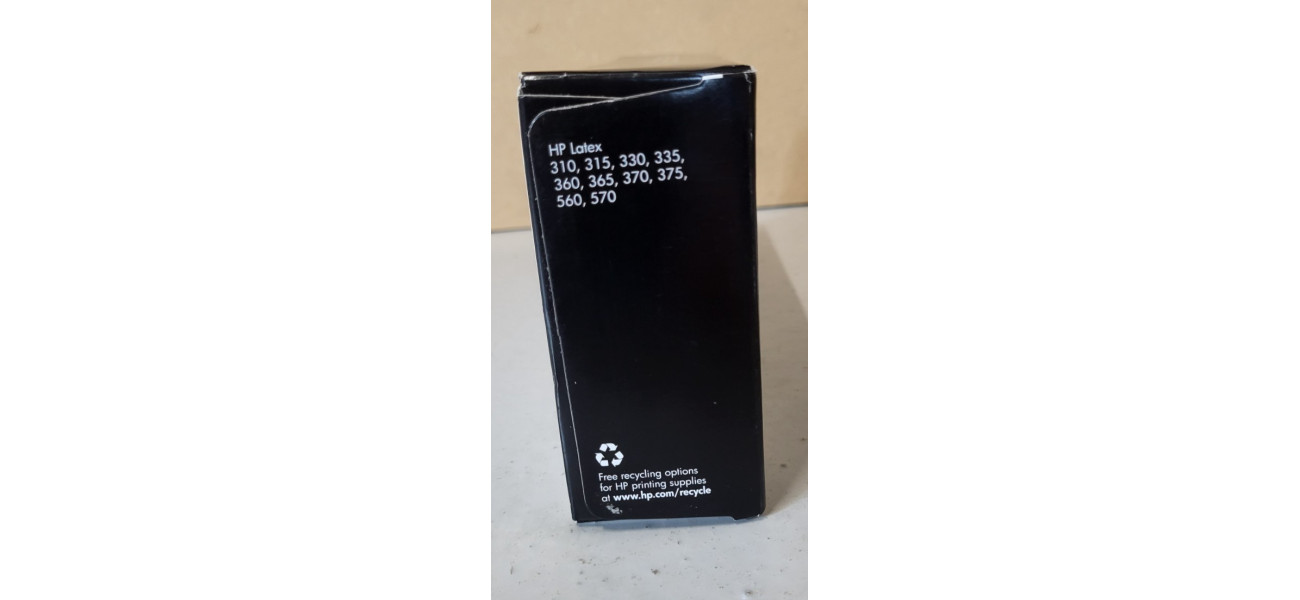 HP Latex
310, 315, 330, 335,
360, 365, 370, 375,
560, 570
Free recycling options
for HP printing supplies
at www.hp.com/recycle